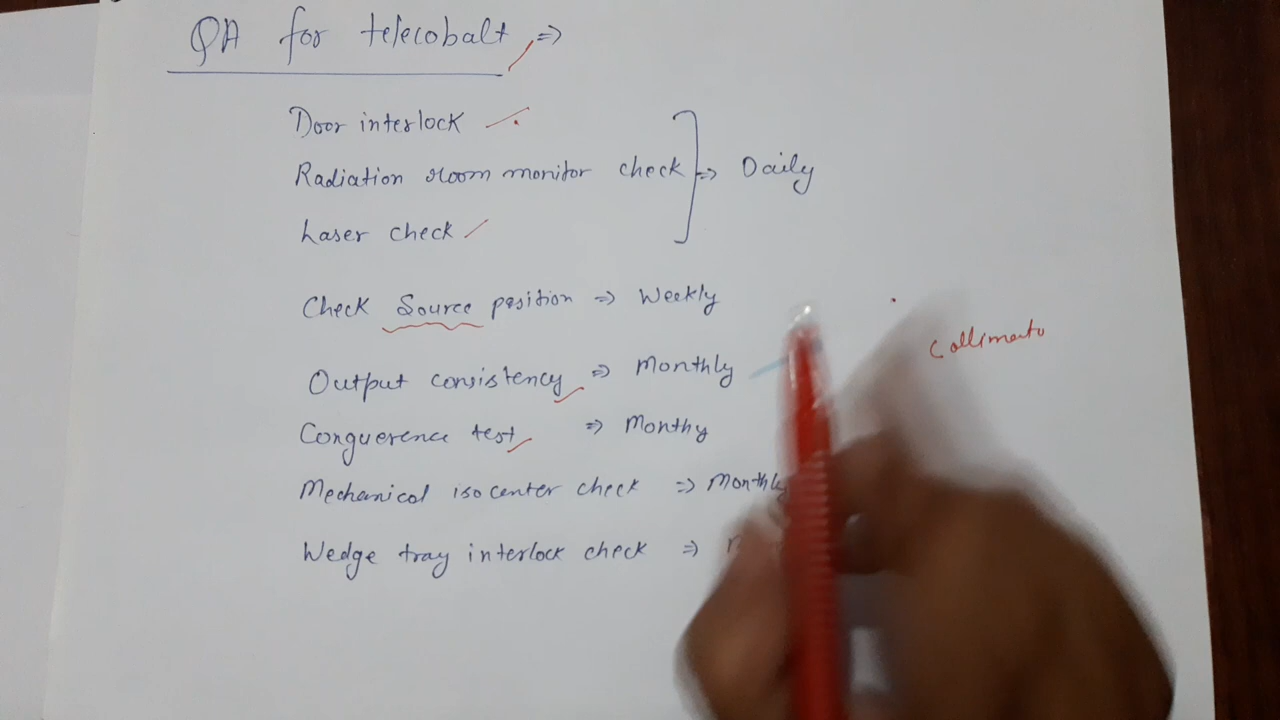 QA for telecobalt =>
Door interlock
Radiation room monitor check => Daily
Laser check
Check Source position => Weekly
Collimato
Output consistency => Monthly
Conguerence test => Monthy
Mechanical isocenter check => Monthly
Wedge tray interlock check =>